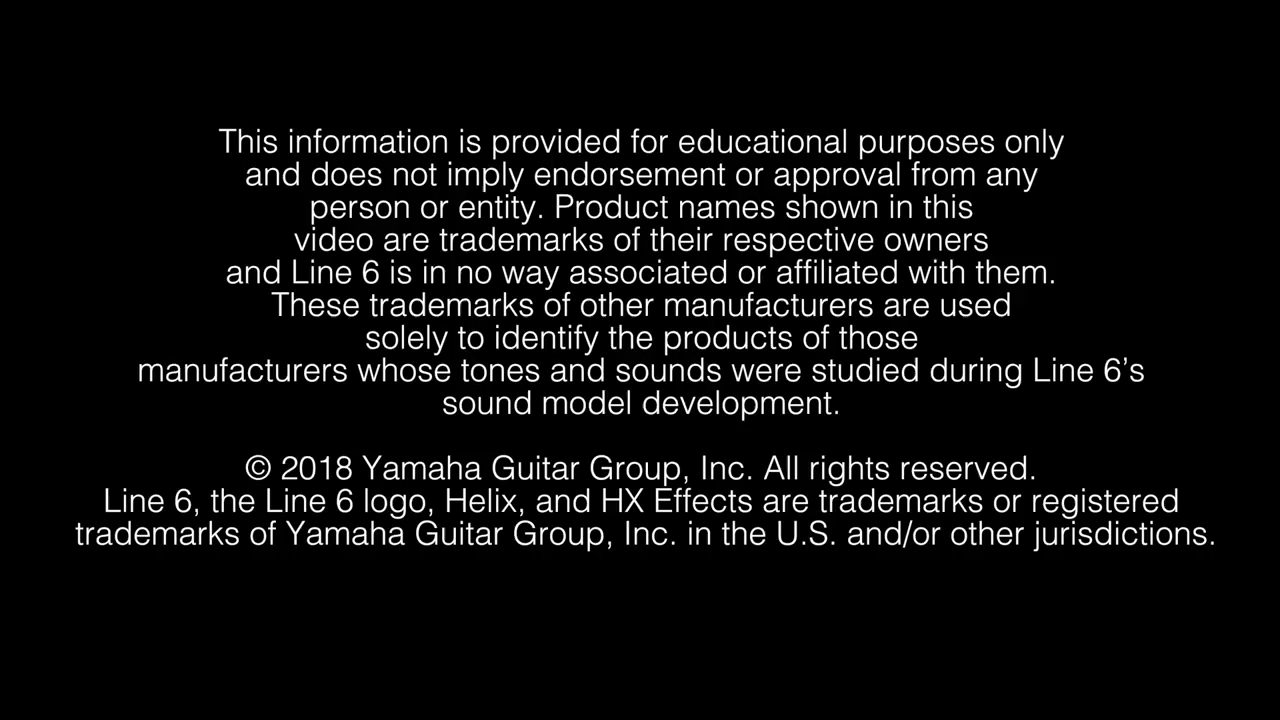 This information is provided for educational purposes only
and does not imply endorsement or approval from any
person or entity. Product names shown in this
video are trademarks of their respective owners
and Line 6 is in no way associated or affiliated with them.
These trademarks of other manufacturers are used
solely to identify the products of those
manufacturers whose tones and sounds were studied during Line 6’s
sound model development.
© 2018 Yamaha Guitar Group, Inc. All rights reserved.
Line 6, the Line 6 logo, Helix, and HX Effects are trademarks or registered
trademarks of Yamaha Guitar Group, Inc. in the U.S. and/or other jurisdictions.